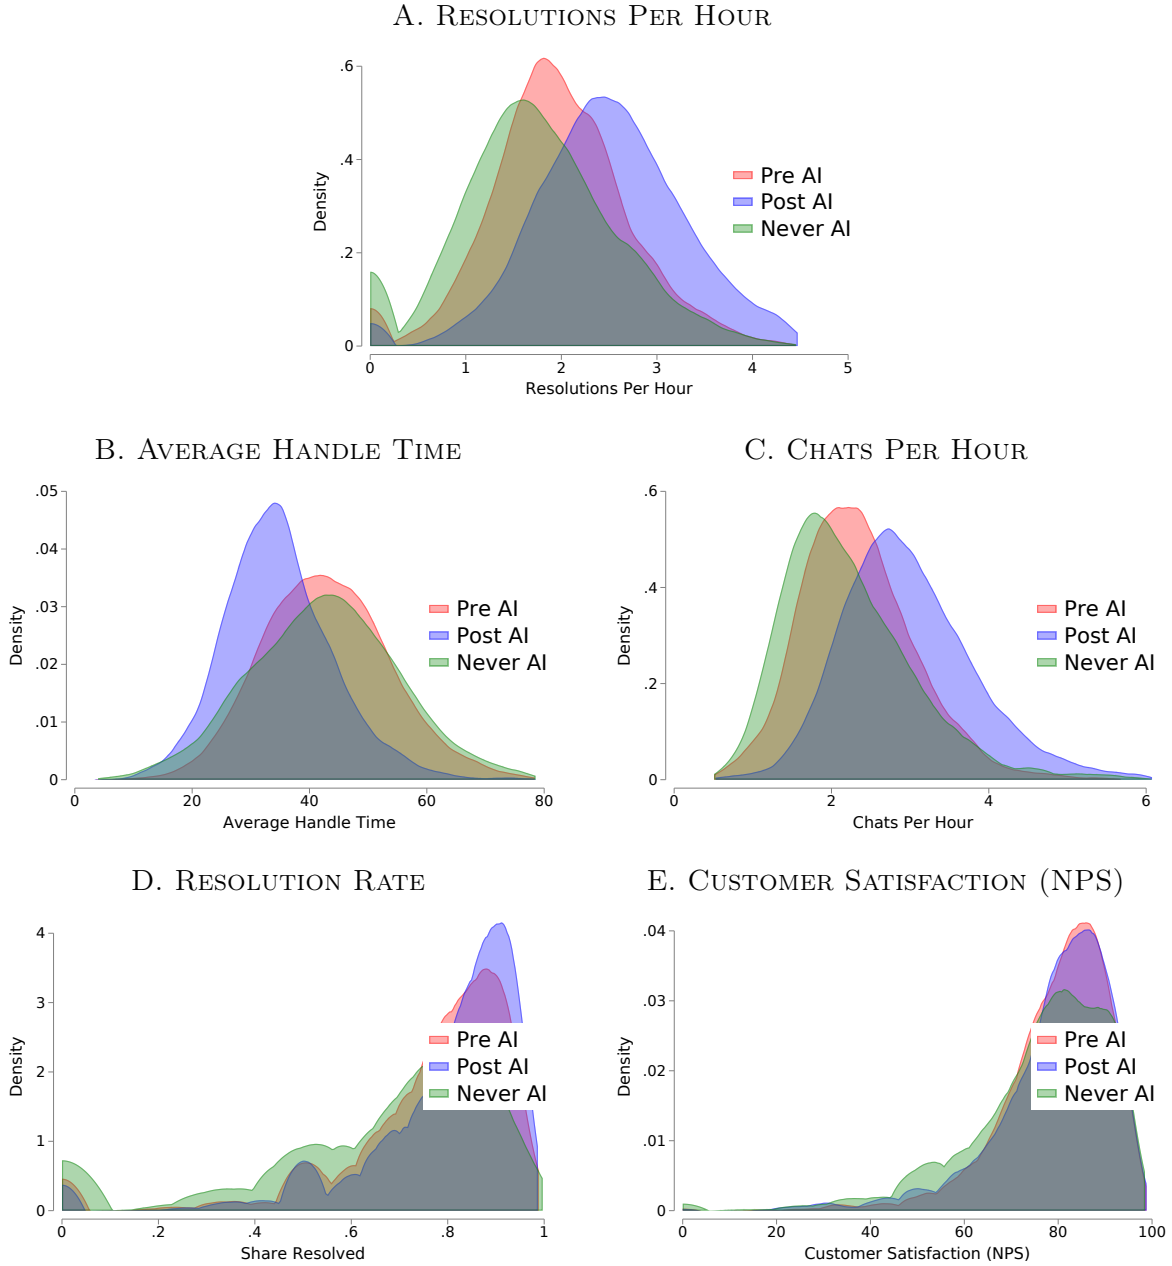 A. Resolutions Per Hour
.6
.4
.2
0
Density
0 1 2 3 4 5
Resolutions Per Hour
Pre AI
Post AI
Never AI
B. Average Handle Time
.05
.04
.03
.02
.01
0
Density
0 20 40 60 80
Average Handle Time
Pre AI
Post AI
Never AI
C. Chats Per Hour
.6
.4
.2
0
Density
0 2 4 6
Chats Per Hour
Pre AI
Post AI
Never AI
D. Resolution Rate
4
3
2
1
0
Density
0 .2 .4 .6 .8 1
Share Resolved
Pre AI
Post AI
Never AI
E. Customer Satisfaction (NPS)
.04
.03
.02
.01
0
Density
0 20 40 60 80 100
Customer Satisfaction (NPS)
Pre AI
Post AI
Never AI